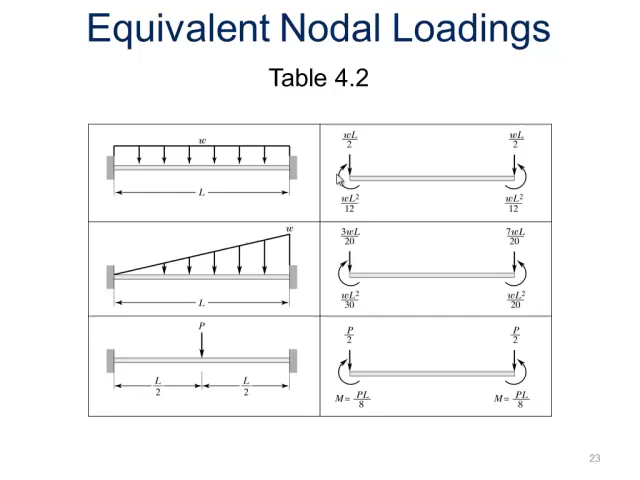 Equivalent Nodal Loadings
Table 4.2
w
L
wL/2 wL/2
wL²/12 wL²/12
w
L
3wL/20 7wL/20
wL²/30 wL²/20
P
L/2 L/2
P/2 P/2
M = PL/8 M = PL/8
23